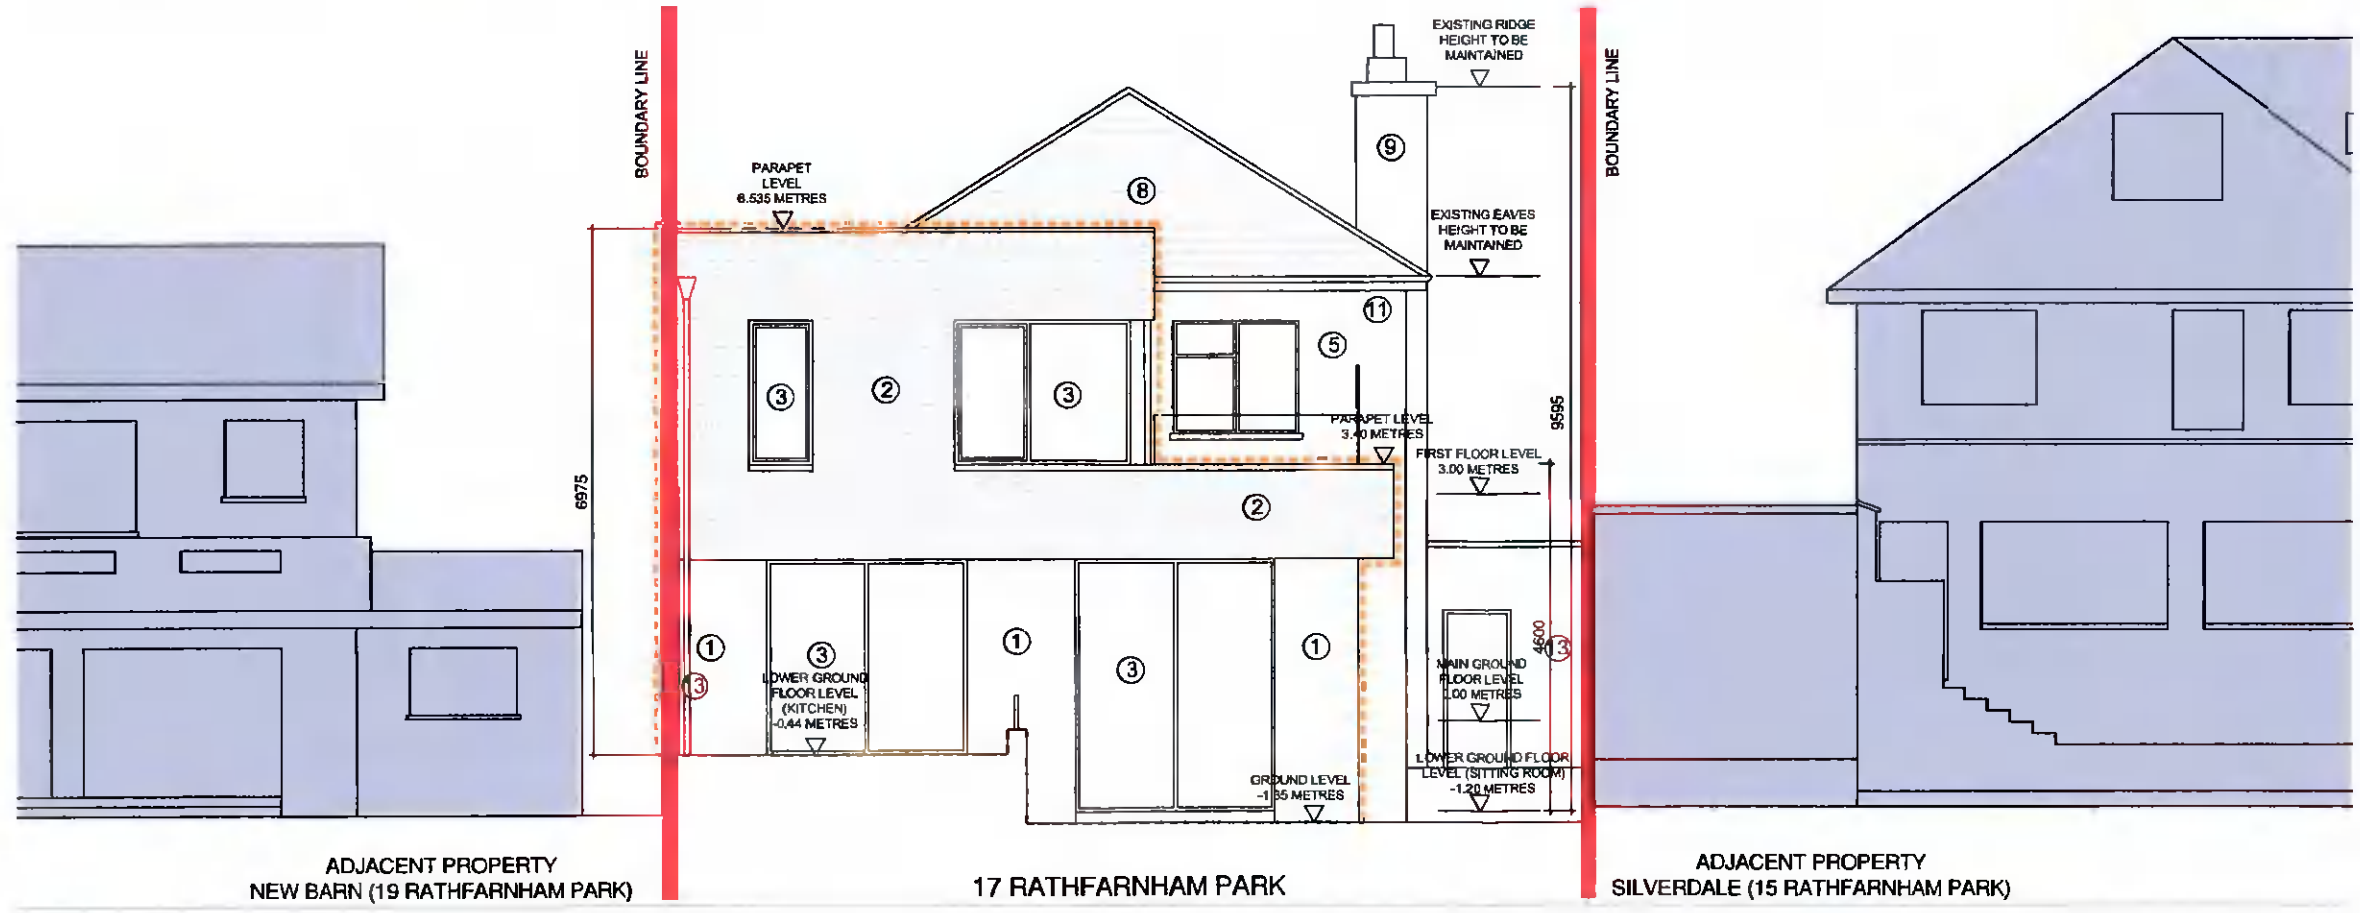 EXISTING RIDGE
HEIGHT TO BE
MAINTAINED
BOUNDARY LINE
BOUNDARY LINE
9
PARAPET
LEVEL
6.535 METRES
8
EXISTING EAVES
HEIGHT TO BE
MAINTAINED
11
5
3
2
3
9595
PARAPET LEVEL
3.40 METRES
FIRST FLOOR LEVEL
3.00 METRES
6975
2
4600
13
1
3
1
3
1
13
LOWER GROUND
FLOOR LEVEL
(KITCHEN)
-0.44 METRES
MAIN GROUND
FLOOR LEVEL
0.00 METRES
GROUND LEVEL
-1.35 METRES
LOWER GROUND FLOOR
LEVEL (SITTING ROOM)
-1.20 METRES
ADJACENT PROPERTY
NEW BARN (19 RATHFARNHAM PARK)
17 RATHFARNHAM PARK
ADJACENT PROPERTY
SILVERDALE (15 RATHFARNHAM PARK)